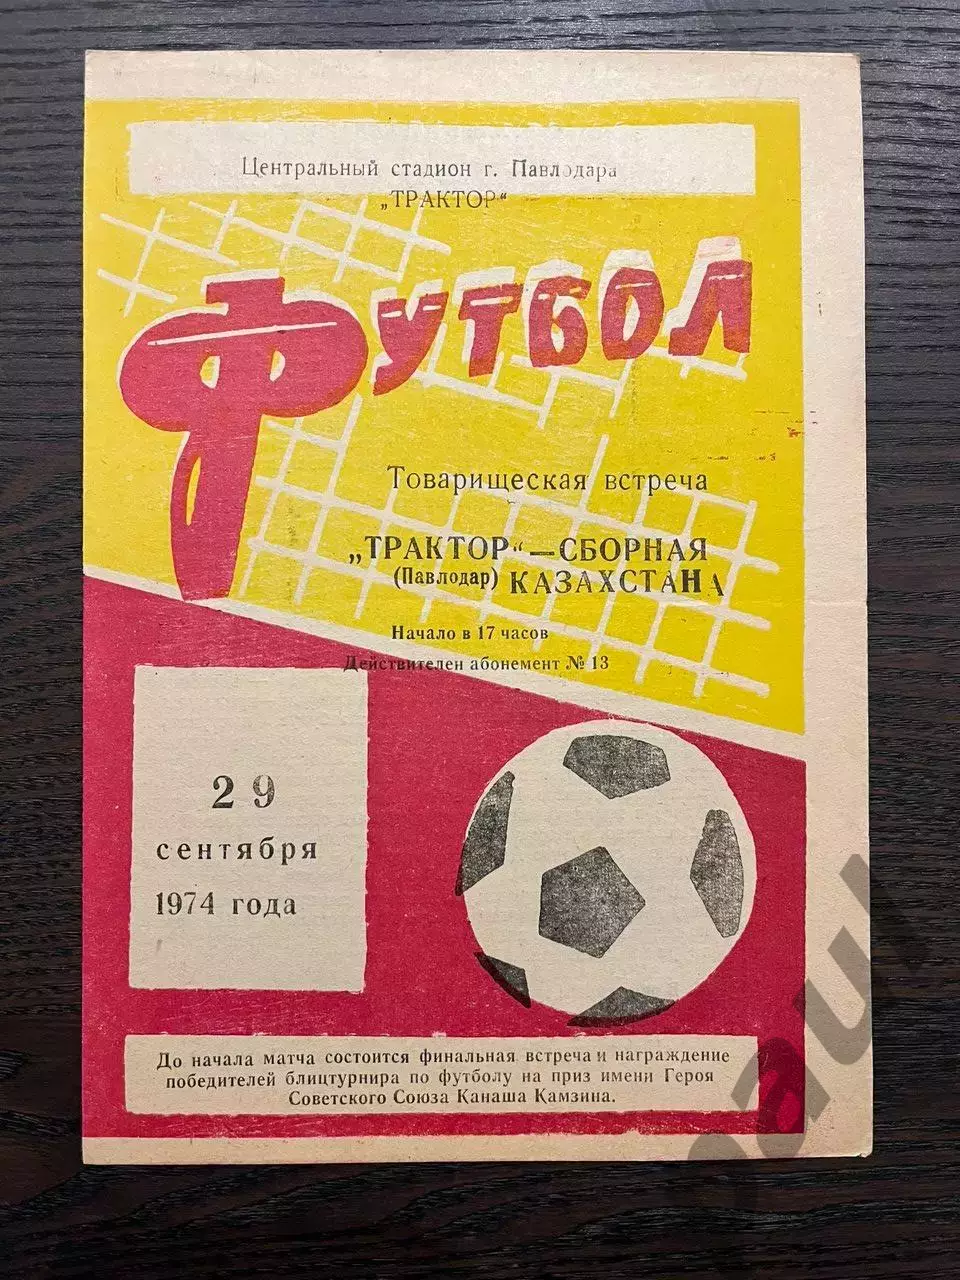 Центральный стадион г. Павлодара
„ТРАКТОР“
ФУТБОЛ
Товарищеская встреча
„ТРАКТОР“ — СБОРНАЯ
(Павлодар) КАЗАХСТАНА
Начало в 17 часов
Действителен абонемент № 13
29
сентября
1974 года
До начала матча состоится финальная встреча и награждение
победителей блицтурнира по футболу на приз имени Героя
Советского Союза Канаша Камзина.